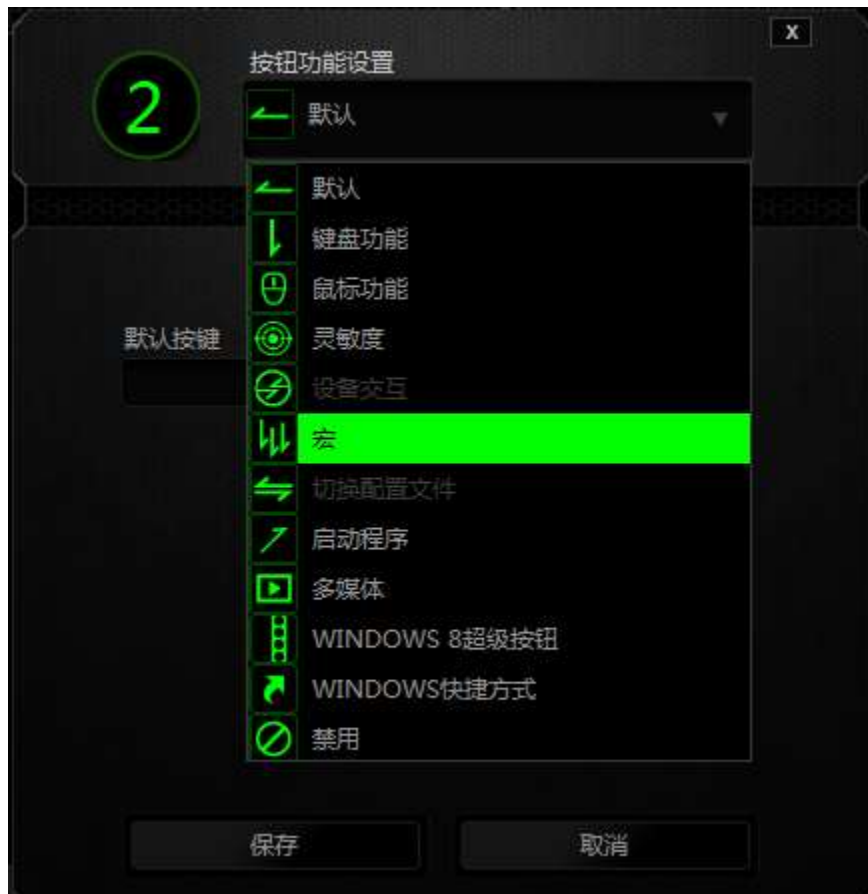 X
按钮功能设置
2
默认
默认
键盘功能
鼠标功能
灵敏度
默认按键
设备交互
宏
切换配置文件
启动程序
多媒体
WINDOWS 8超级按钮
WINDOWS快捷方式
禁用
保存
取消